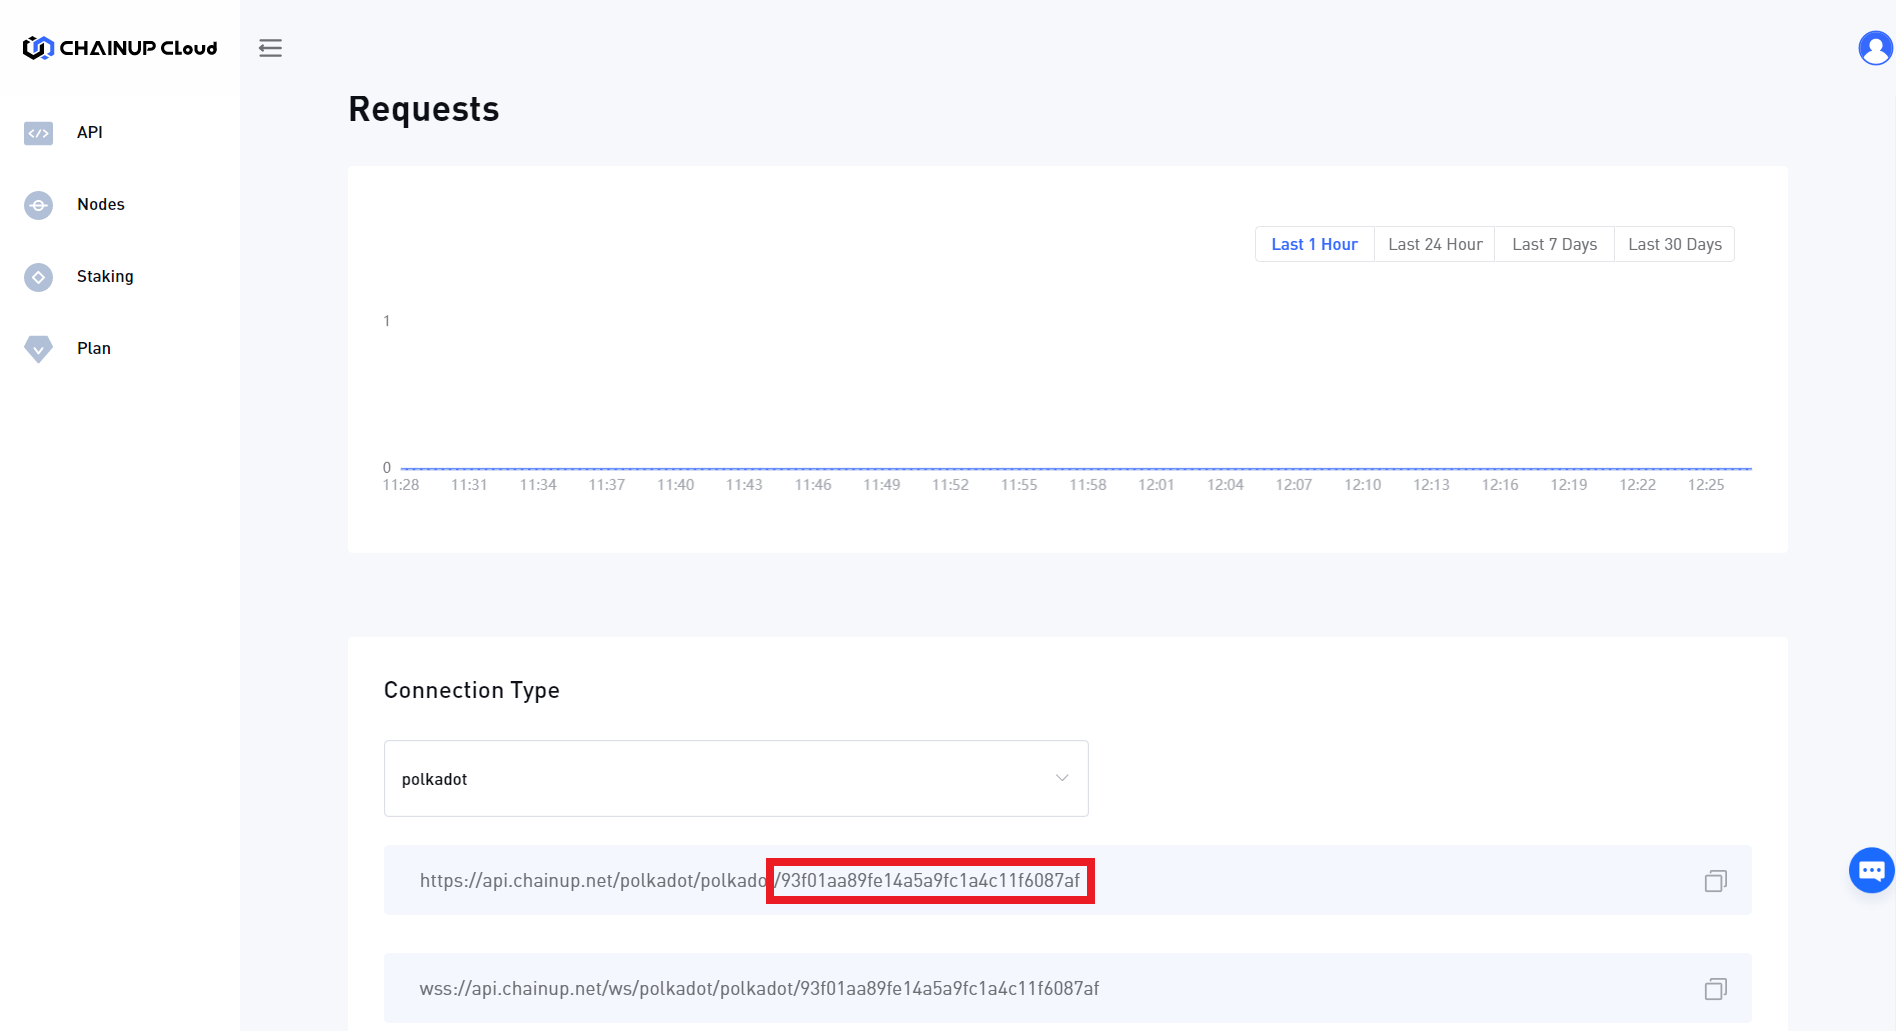 CHAINUP CLoud
API
Nodes
Staking
Plan
Requests
Last 1 Hour Last 24 Hour Last 7 Days Last 30 Days
1
0
11:28 11:31 11:34 11:37 11:40 11:43 11:46 11:49 11:52 11:55 11:58 12:01 12:04 12:07 12:10 12:13 12:16 12:19 12:22 12:25
Connection Type
polkadot
https://api.chainup.net/polkadot/polkado/93f01aa89fe14a5a9fc1a4c11f6087af
wss://api.chainup.net/ws/polkadot/polkadot/93f01aa89fe14a5a9fc1a4c11f6087af